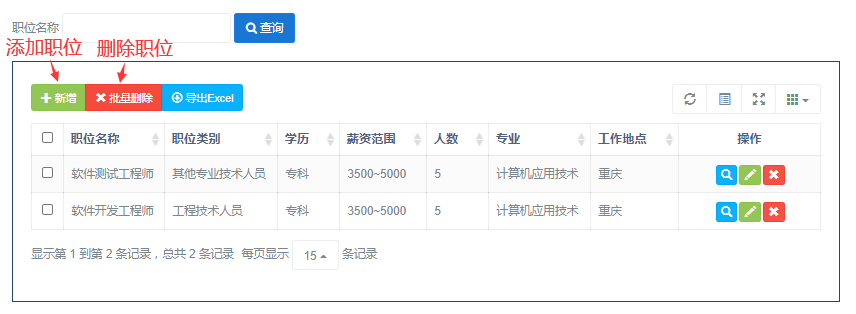 职位名称 查询
添加职位 删除职位
新增 批量删除 导出Excel
职位名称 职位类别 学历 薪资范围 人数 专业 工作地点 操作
软件测试工程师 其他专业技术人员 专科 3500~5000 5 计算机应用技术 重庆
软件开发工程师 工程技术人员 专科 3500~5000 5 计算机应用技术 重庆
显示第 1 到第 2 条记录，总共 2 条记录 每页显示 15 条记录